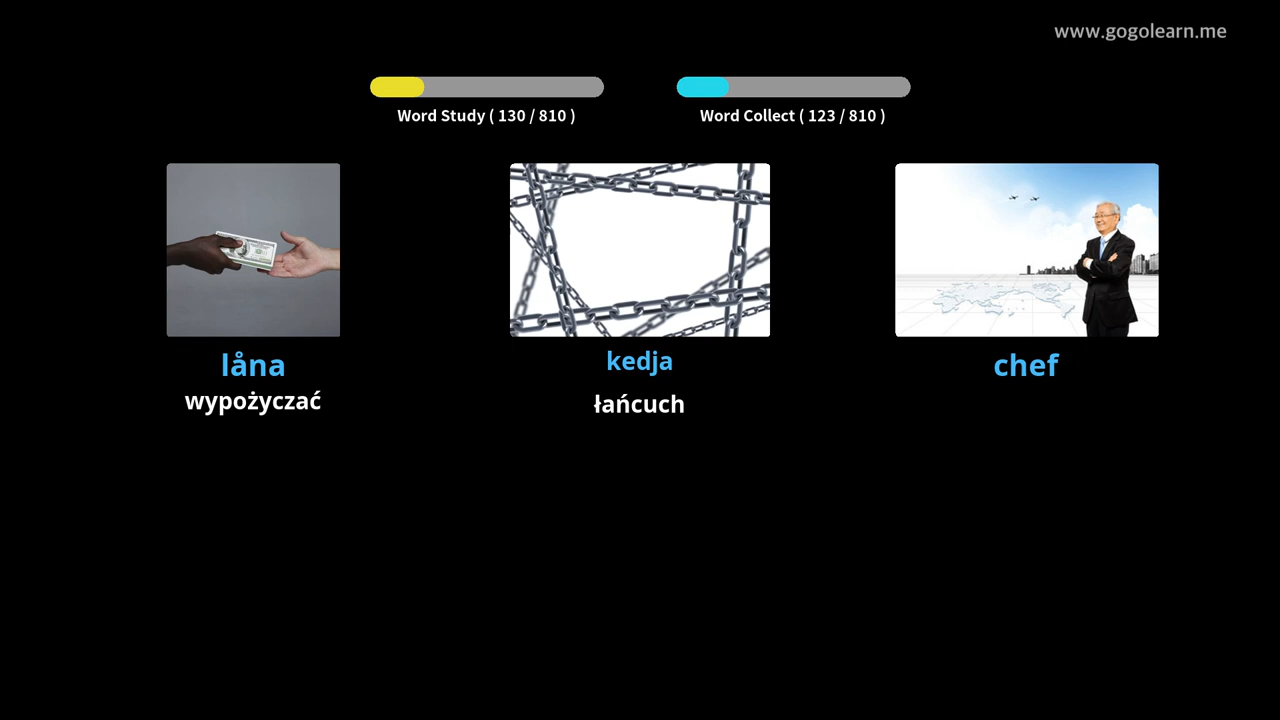 www.gogolearn.me
Word Study ( 130 / 810 )
Word Collect ( 123 / 810 )
låna
wypożyczać
kedja
łańcuch
chef